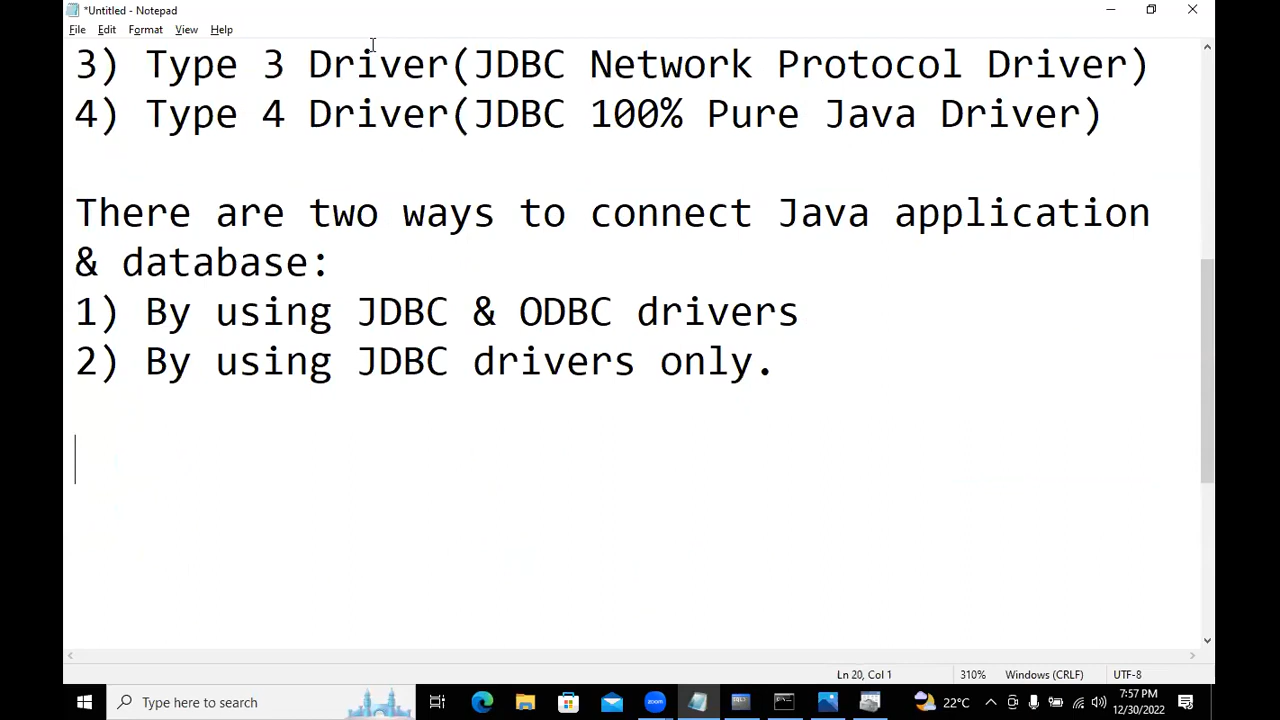 *Untitled - Notepad
File Edit Format View Help
3) Type 3 Driver(JDBC Network Protocol Driver)
4) Type 4 Driver(JDBC 100% Pure Java Driver)
There are two ways to connect Java application
& database:
1) By using JDBC & ODBC drivers
2) By using JDBC drivers only.
Ln 20, Col 1 310% Windows (CRLF) UTF-8
Type here to search
zoom
22°C
7:57 PM
12/30/2022